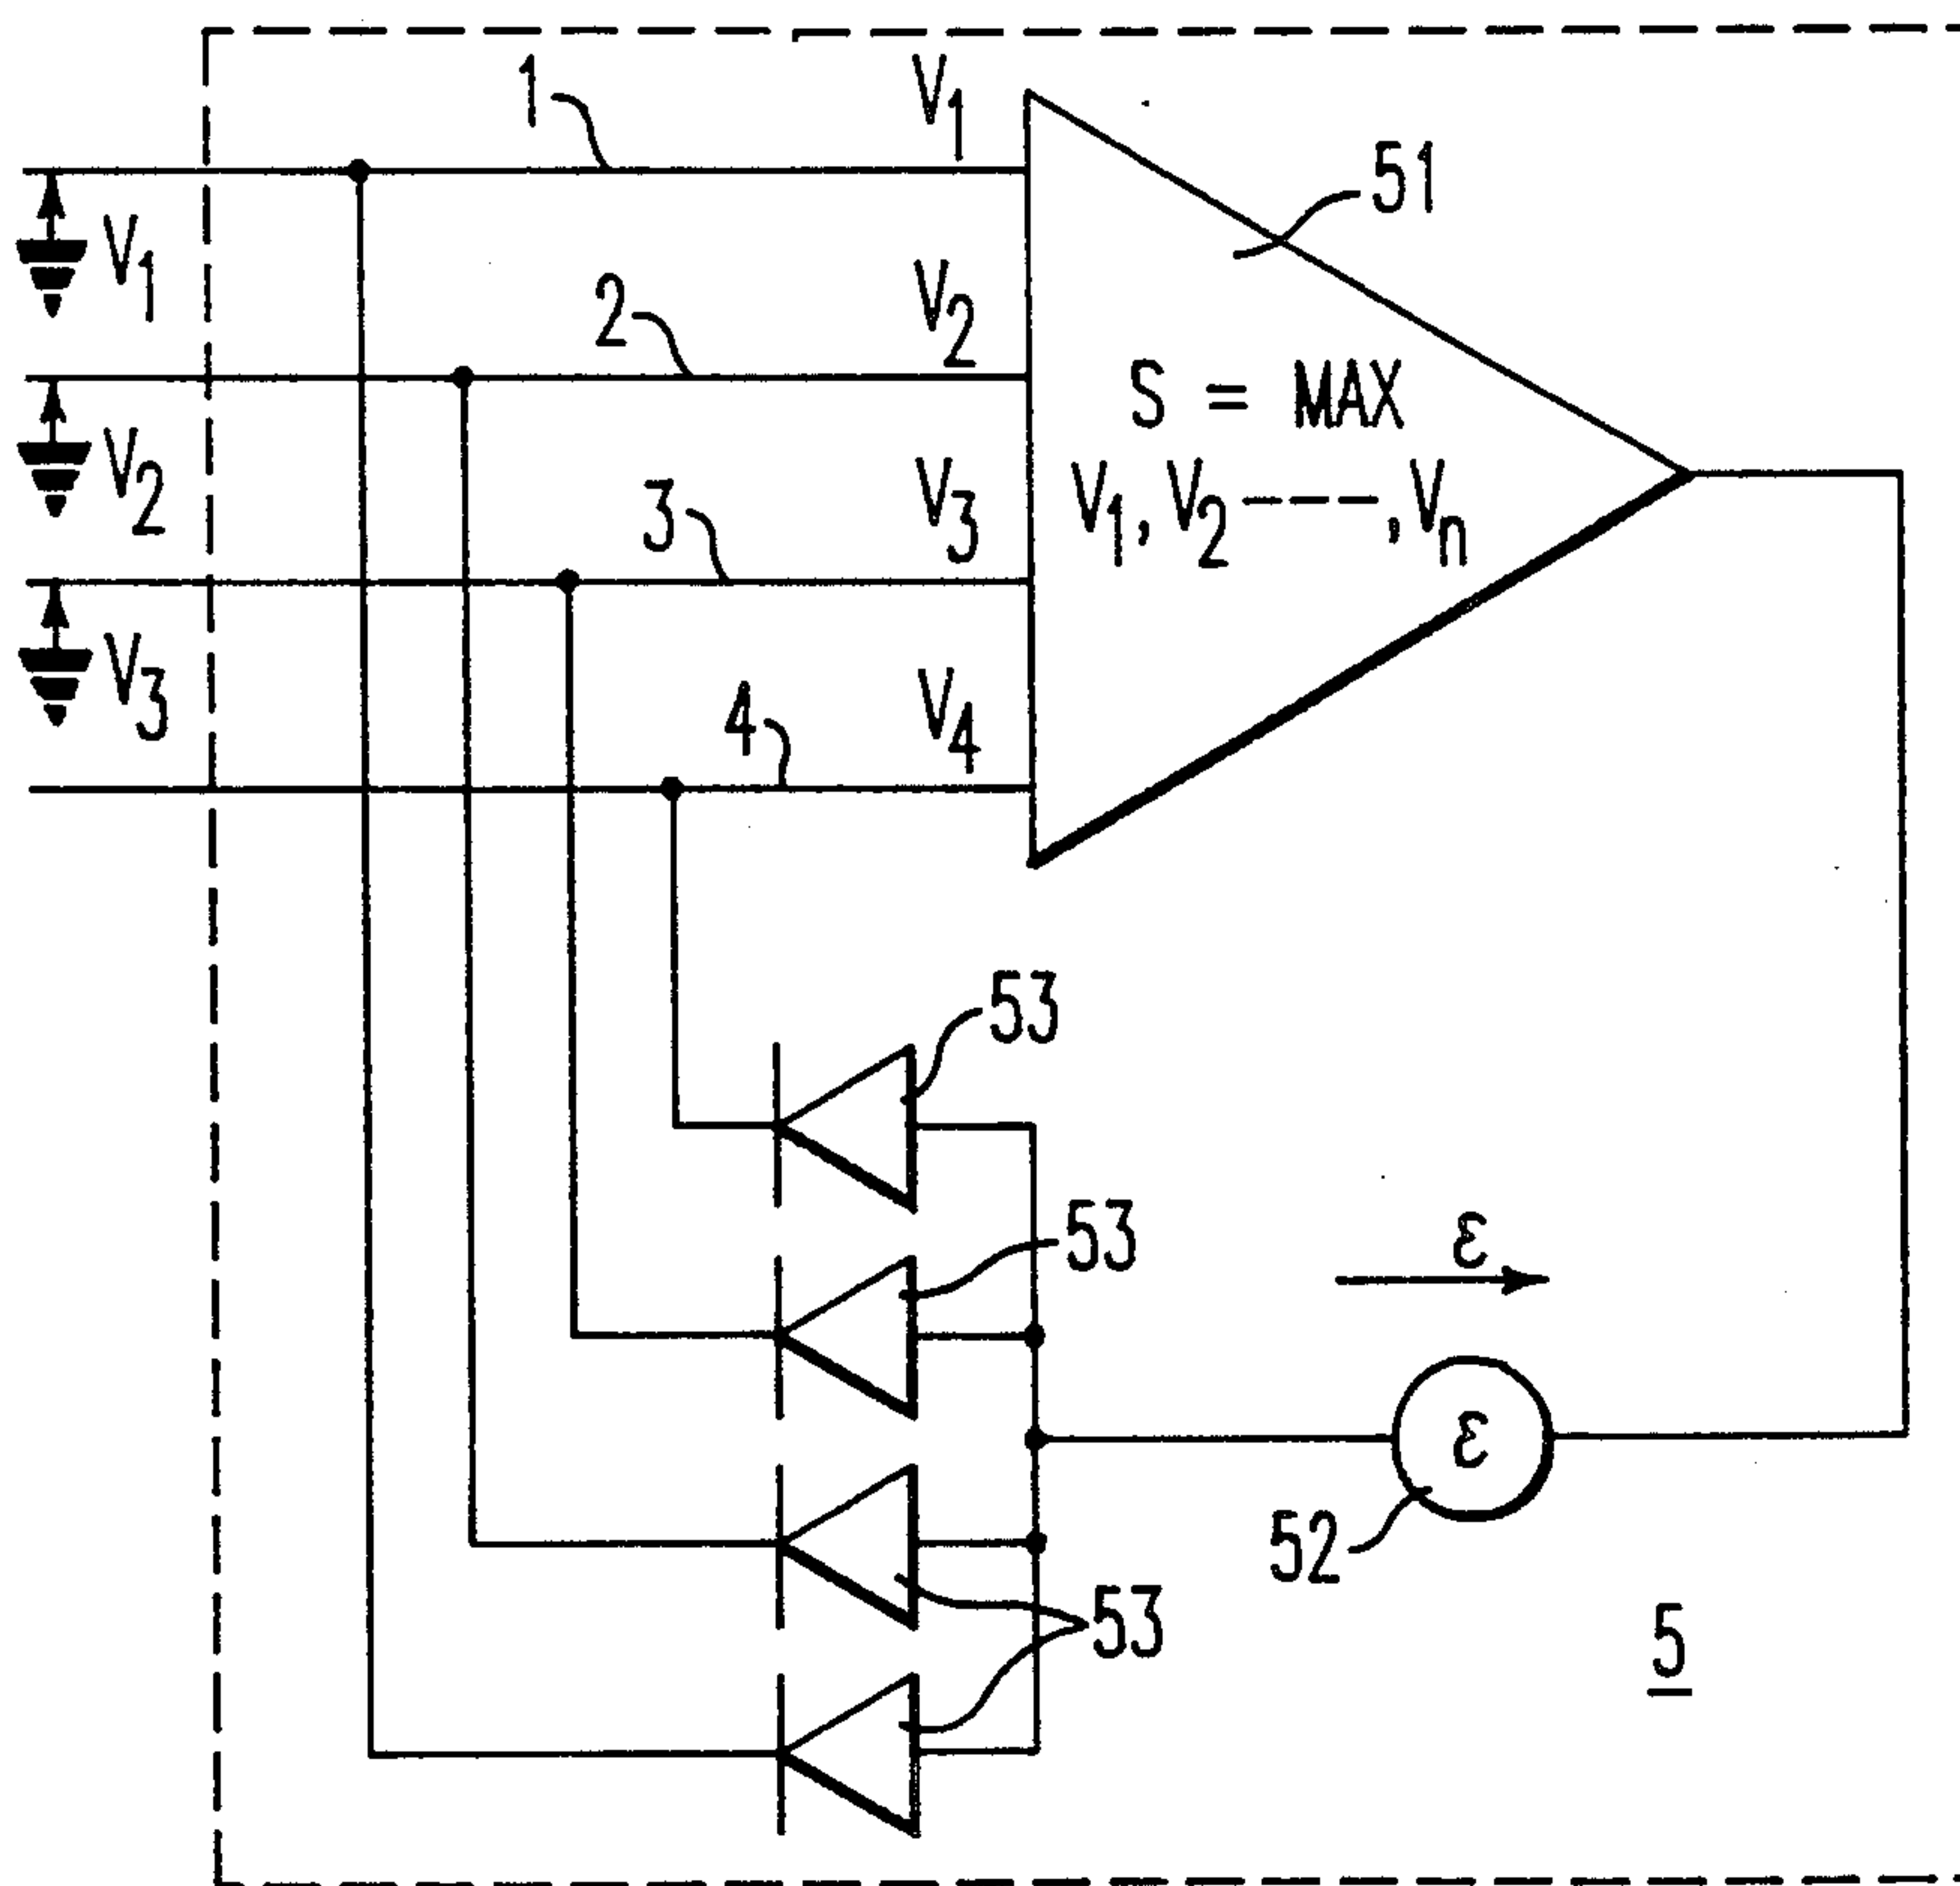 1
V1
51
V1
2
V2
S = MAX
V1, V2 ----, Vn
V2
3
V3
V3
4
V4
53
53
ε
ε
52
53
5